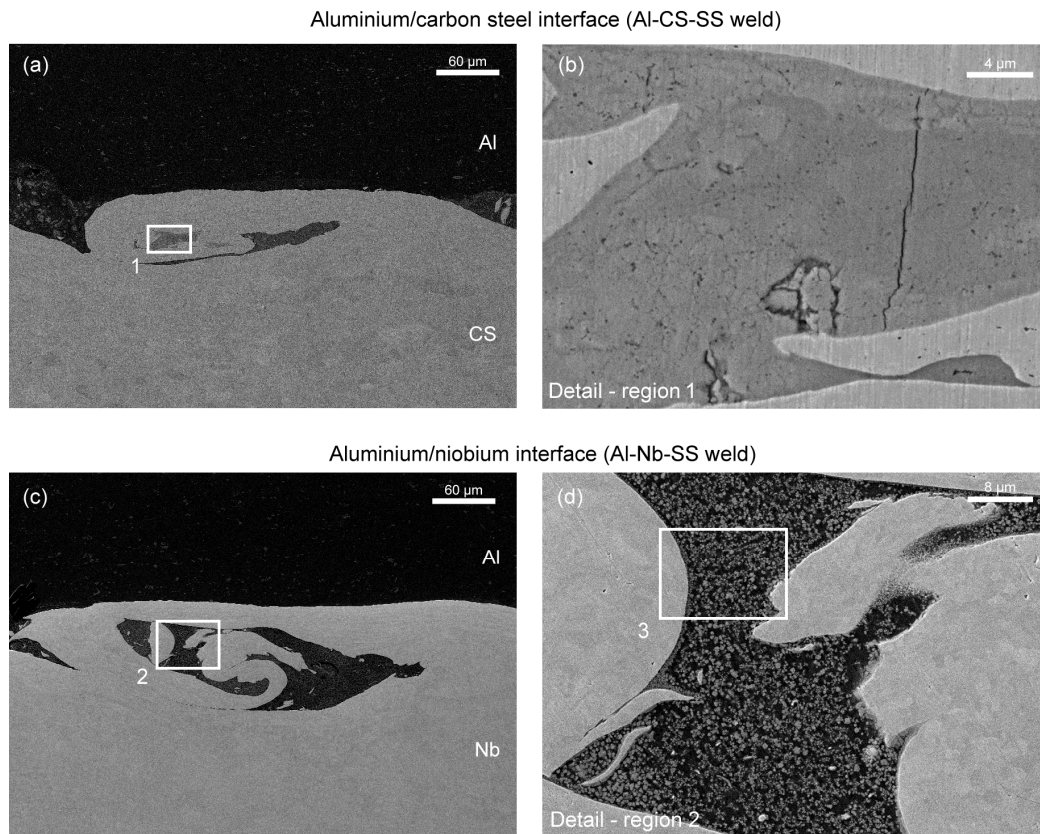 Aluminium/carbon steel interface (Al-CS-SS weld)
(a)
60 µm
Al
1
CS
(b)
4 µm
Detail - region 1
Aluminium/niobium interface (Al-Nb-SS weld)
(c)
60 µm
Al
2
Nb
(d)
8 µm
3
Detail - region 2